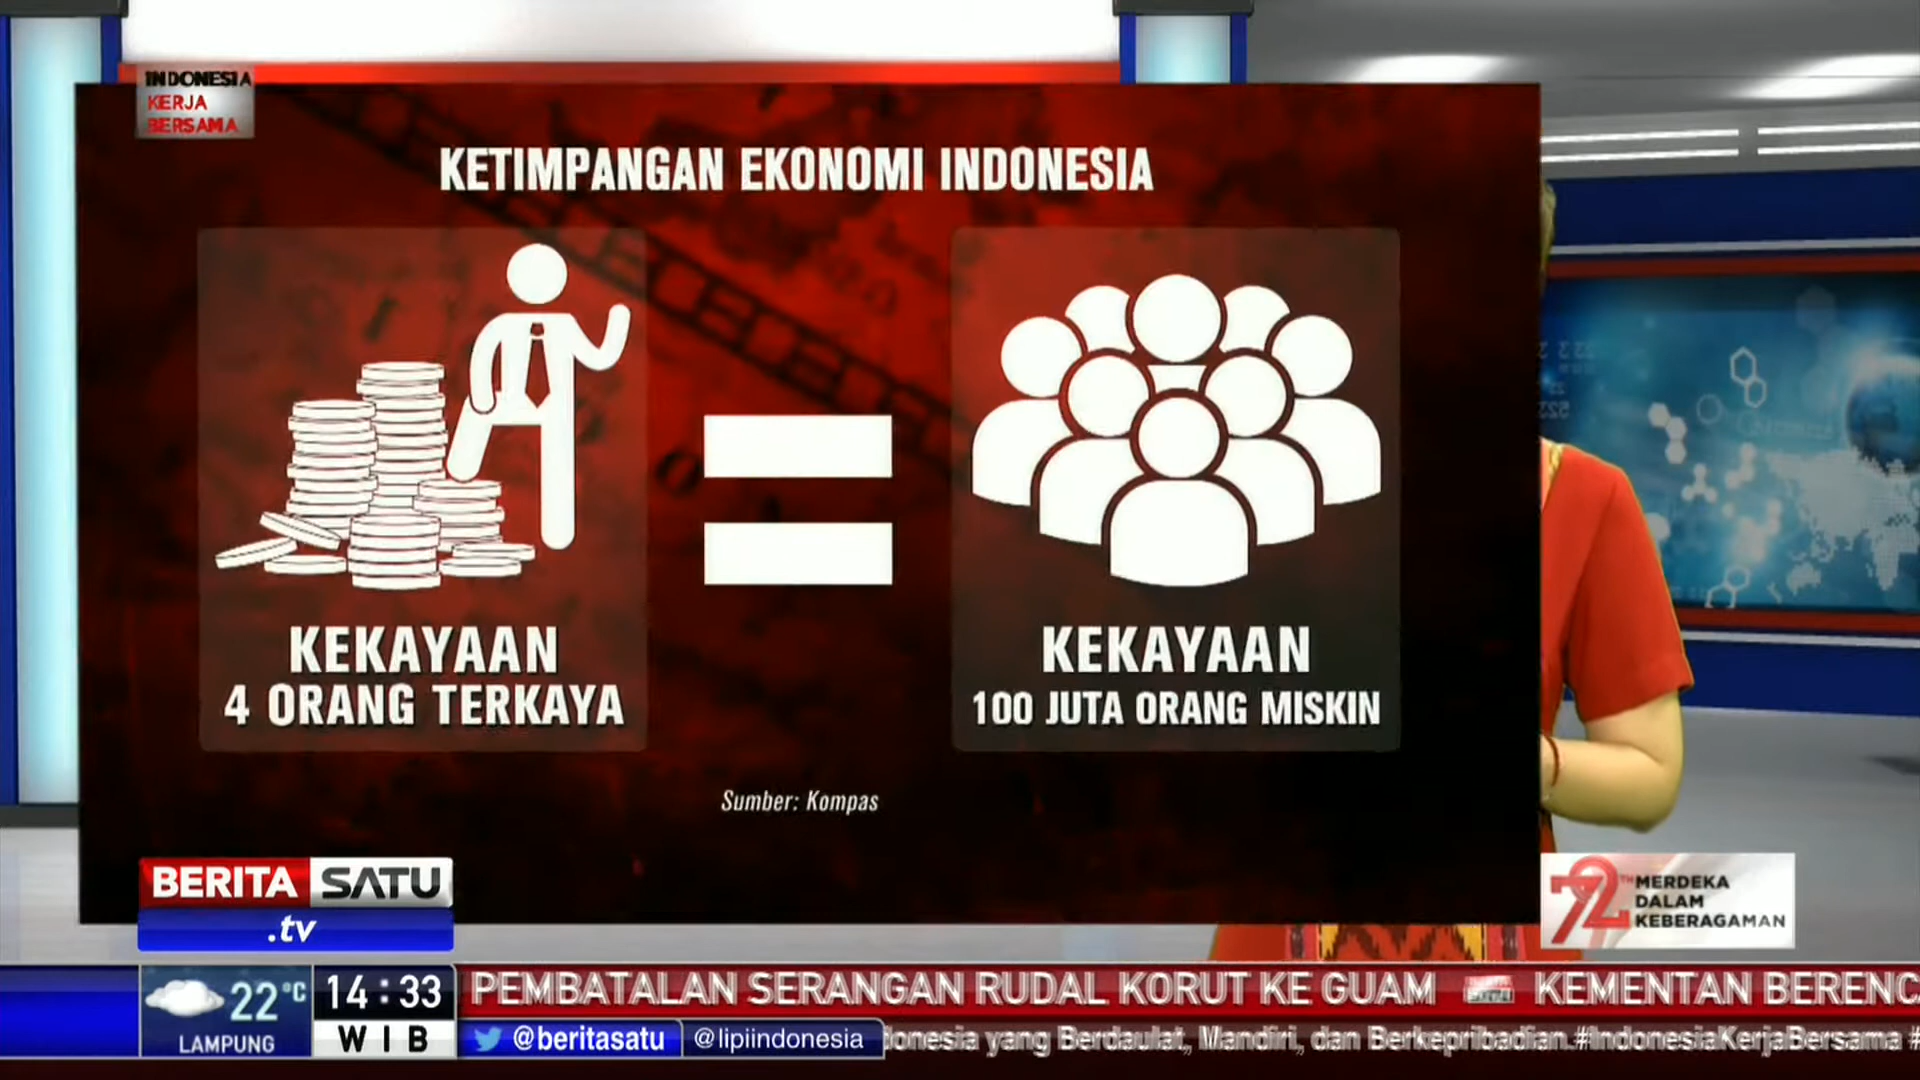 INDONESIA
KERJA
BERSAMA
KETIMPANGAN EKONOMI INDONESIA
KEKAYAAN
4 ORANG TERKAYA
KEKAYAAN
100 JUTA ORANG MISKIN
Sumber: Kompas
BERITA SATU
.tv
72TH MERDEKA
DALAM
KEBERAGAMAN
22°C
LAMPUNG
14:33
WIB
PEMBATALAN SERANGAN RUDAL KORUT KE GUAM KEMENTAN BERENC
@beritasatu @lipiindonesia onesia yang Berdaulat, Mandiri, dan Berkepribadian.#IndonesiaKerjaBersama #